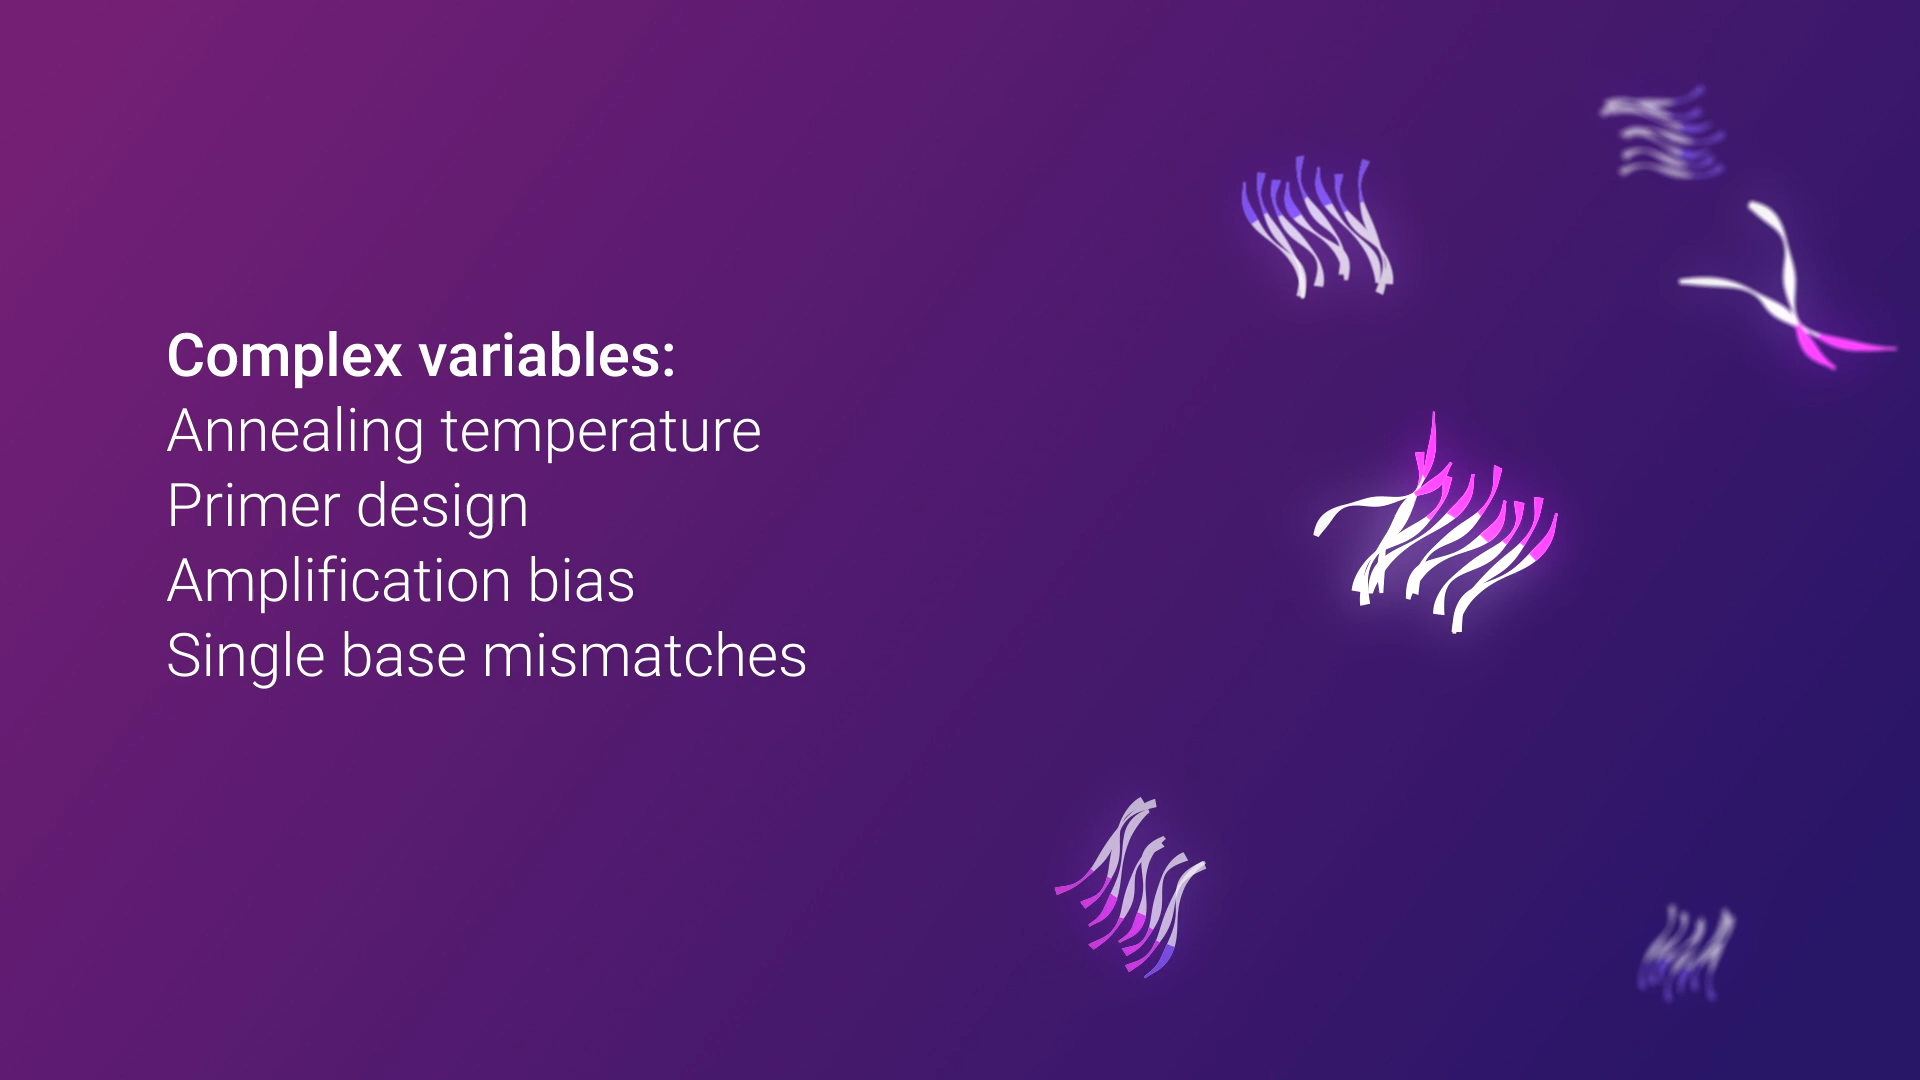 Complex variables:
Annealing temperature
Primer design
Amplification bias
Single base mismatches